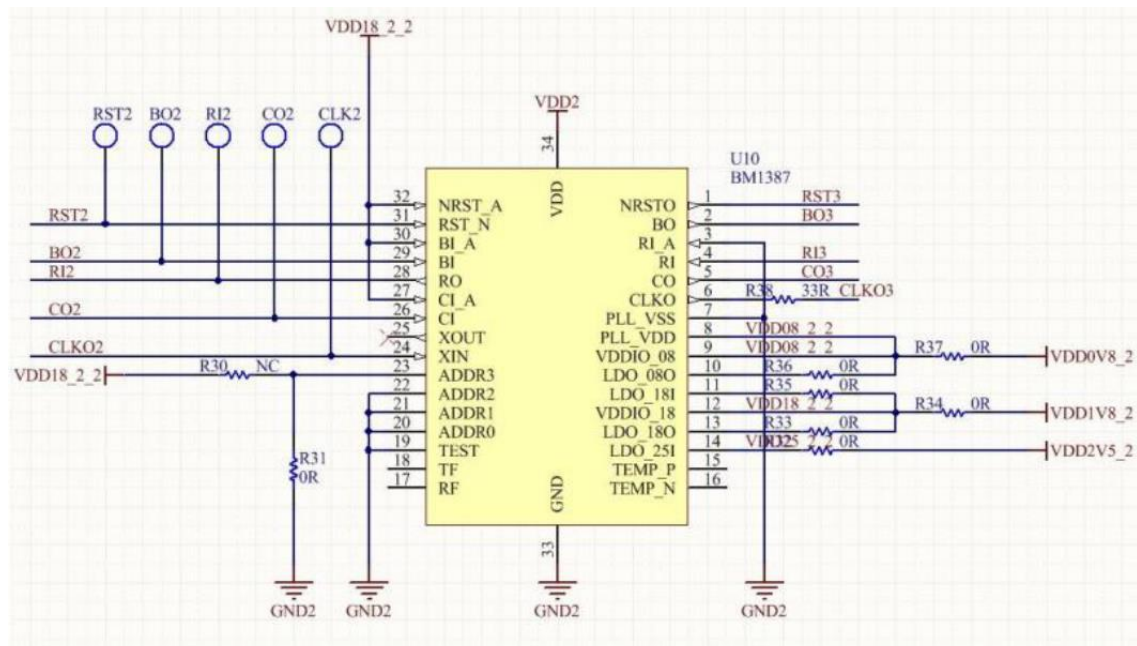 VDD18_2_2
VDD2
RST2 BO2 RI2 CO2 CLK2
34
U10
BM1387
VDD
32 NRST_A NRSTO 1 RST3
RST2 31 RST_N BO 2 BO3
30 BI_A RI_A 3
BO2 29 BI RI 4 RI3
RI2 28 RO CO 5 CO3
27 CI_A CLKO 6 R38 33R CLKO3
CO2 26 CI PLL_VSS 7
25 XOUT PLL_VDD 8 VDD08_2_2
CLKO2 24 XIN VDDIO_08 9 VDD08_2_2 R37 0R VDD0V8_2
VDD18_2_2 R30 NC 23 ADDR3 LDO_08O 10 R36 0R
22 ADDR2 LDO_18I 11 R35 0R
21 ADDR1 VDDIO_18 12 VDD18_2_2 R34 0R VDD1V8_2
20 ADDR0 LDO_18O 13 R33 0R
19 TEST LDO_25I 14 0R VDD2V5_2
18 TF TEMP_P 15
17 RF TEMP_N 16
R31
0R
GND
33
GND2 GND2 GND2 GND2